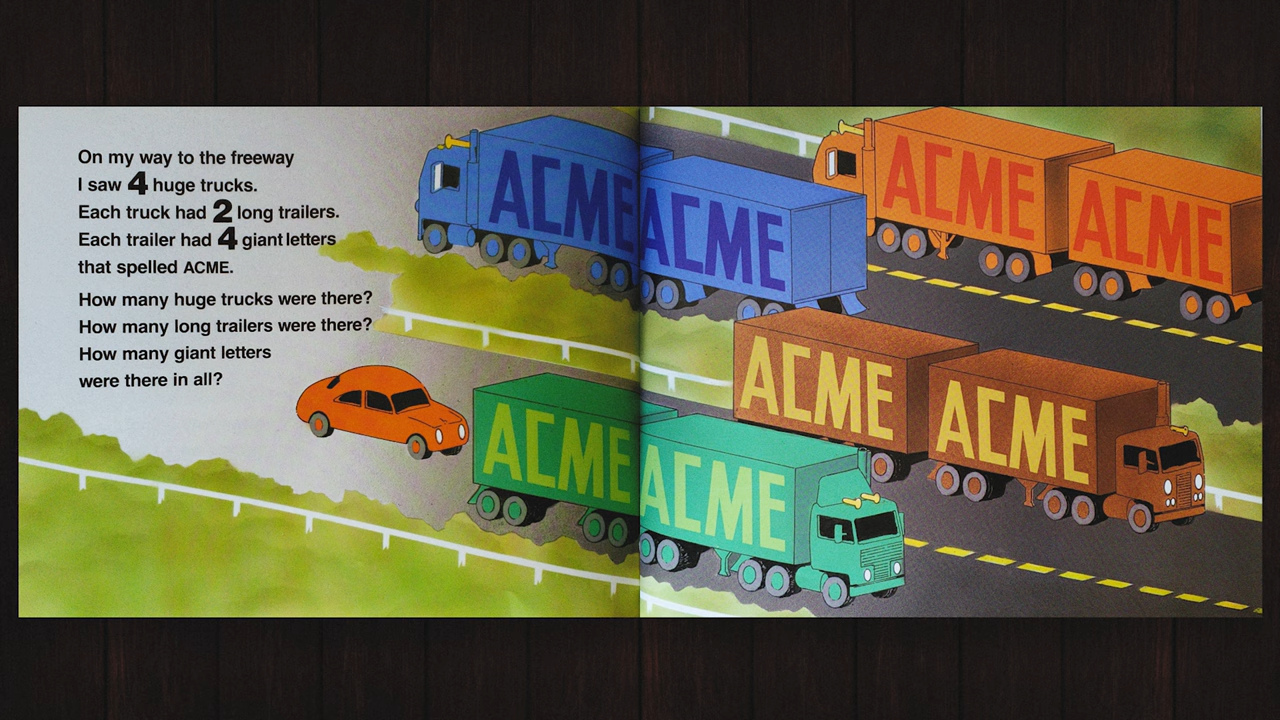 On my way to the freeway
I saw 4 huge trucks.
Each truck had 2 long trailers.
Each trailer had 4 giant letters
that spelled ACME.
How many huge trucks were there?
How many long trailers were there?
How many giant letters
were there in all?
ACME
ACME
ACME
ACME
ACME
ACME
ACME
ACME